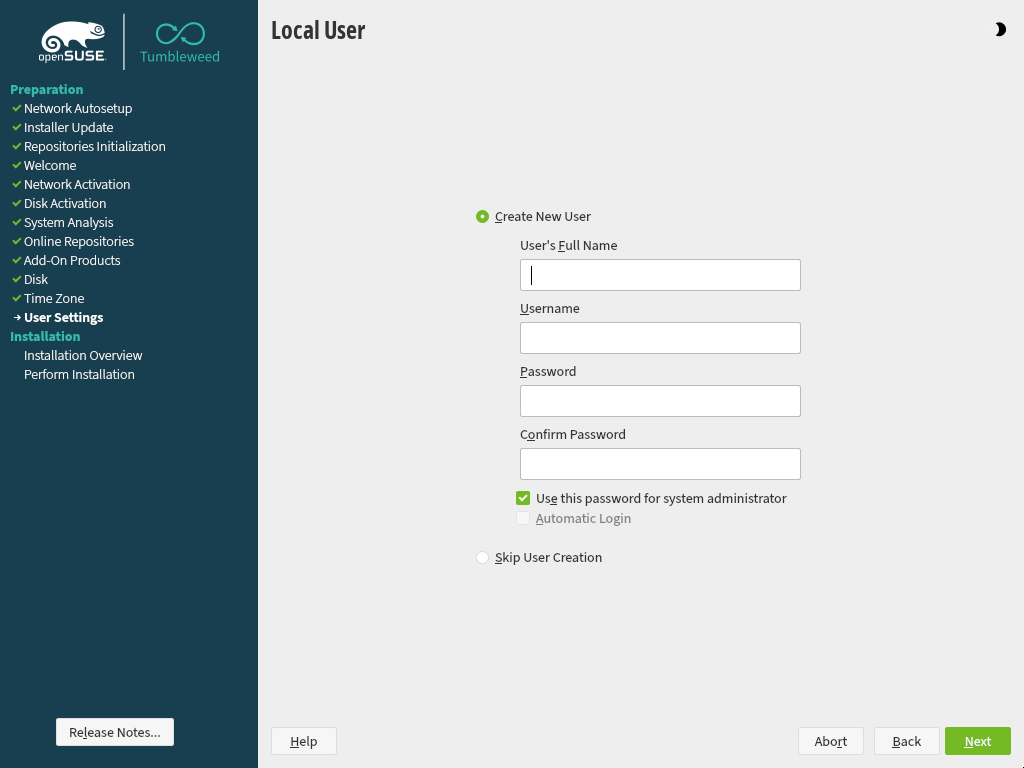 openSUSE
Tumbleweed
Preparation
Network Autosetup
Installer Update
Repositories Initialization
Welcome
Network Activation
Disk Activation
System Analysis
Online Repositories
Add-On Products
Disk
Time Zone
User Settings
Installation
Installation Overview
Perform Installation
Release Notes...
Local User
Create New User
User's Full Name
Username
Password
Confirm Password
Use this password for system administrator
Automatic Login
Skip User Creation
Help
Abort
Back
Next